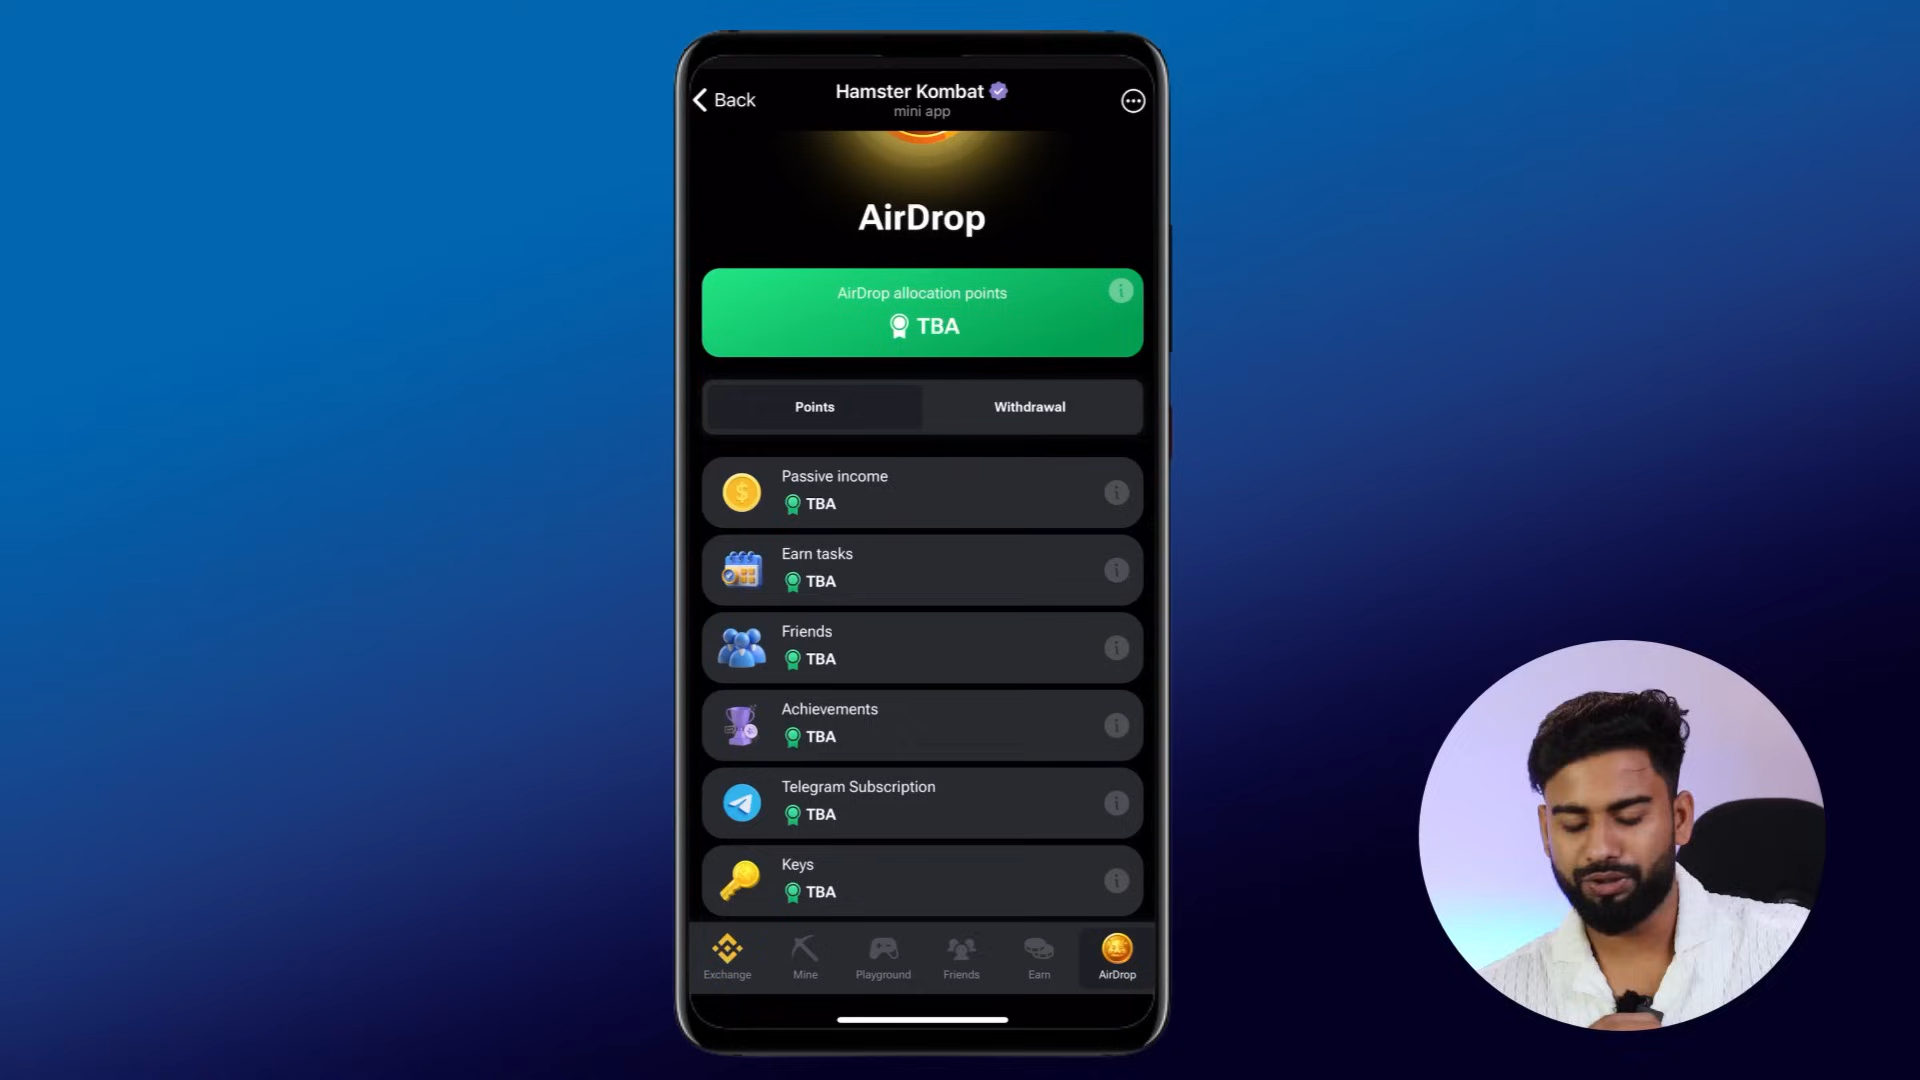 Back
Hamster Kombat
mini app
AirDrop
AirDrop allocation points
TBA
Points
Withdrawal
Passive income
TBA
Earn tasks
TBA
Friends
TBA
Achievements
TBA
Telegram Subscription
TBA
Keys
TBA
Exchange
Mine
Playground
Friends
Earn
AirDrop